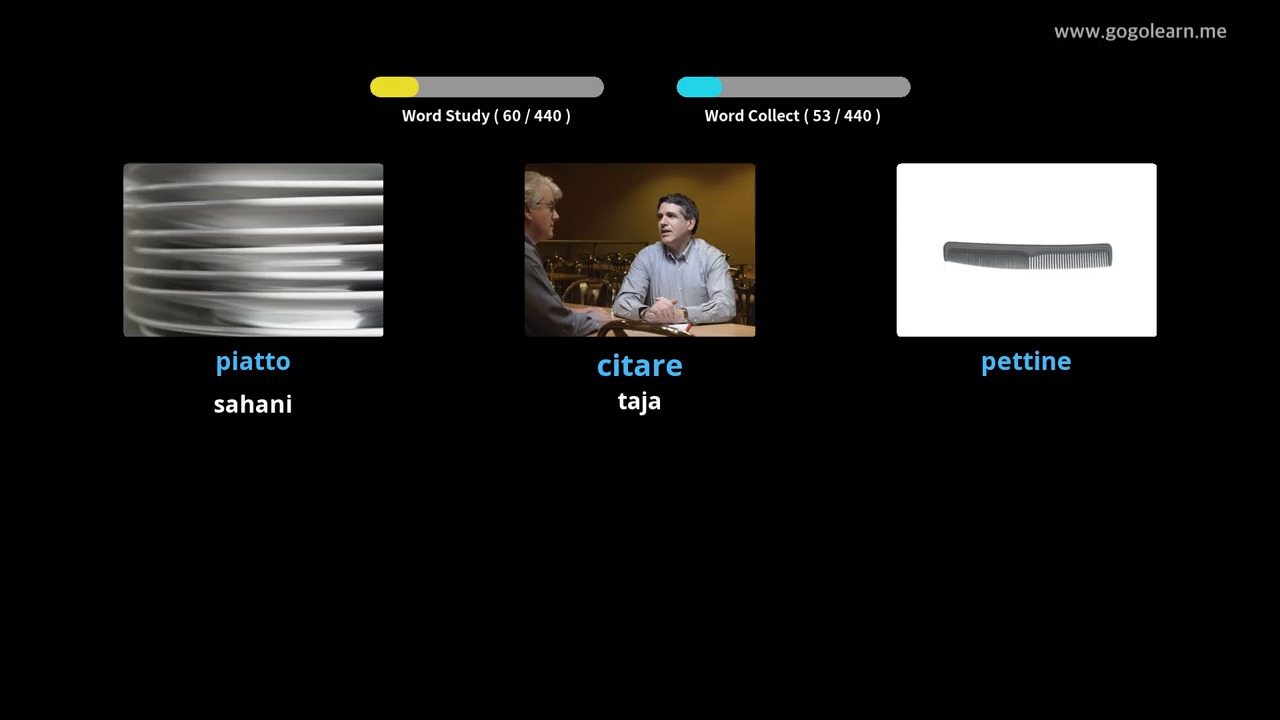 www.gogolearn.me
Word Study ( 60 / 440 )
Word Collect ( 53 / 440 )
piatto
citare
pettine
sahani
taja